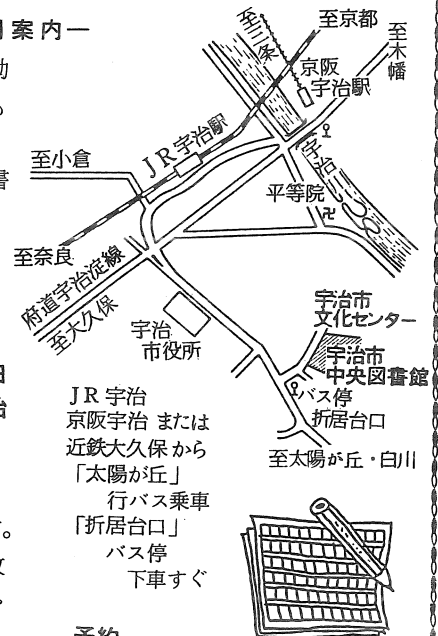 案内一
至京都
至三条
至木幡
京阪
宇治駅
JR宇治駅
至小倉
書
宇治
平等院
卍
至奈良
府道宇治淀線
至大久保
宇治
市役所
宇治市
文化センター
宇治市
中央図書館
バス停
折居台口
至太陽が丘・白川
JR宇治
京阪宇治または
近鉄大久保から
「太陽が丘」
行バス乗車
「折居台口」
バス停
下車すぐ